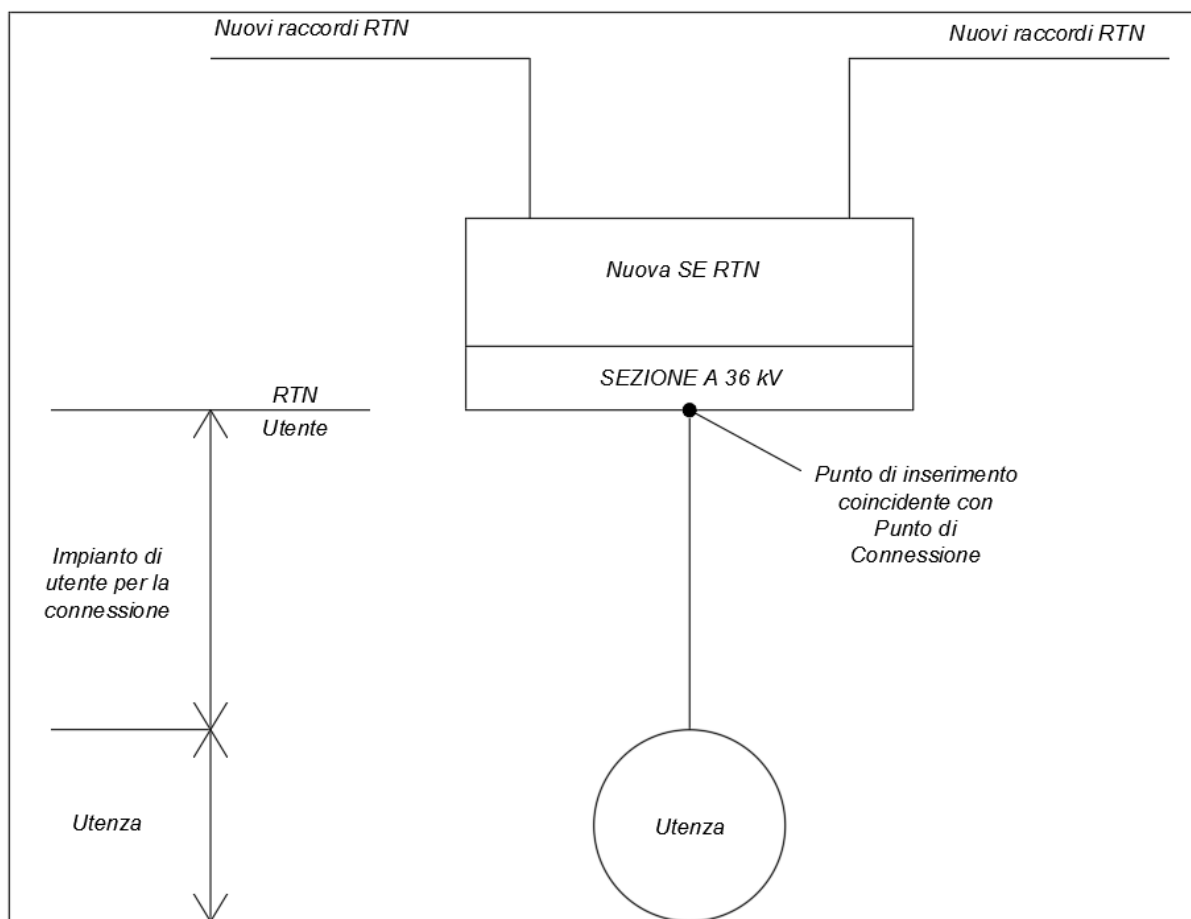 Nuovi raccordi RTN
Nuovi raccordi RTN
Nuova SE RTN
SEZIONE A 36 kV
RTN
Utente
Punto di inserimento
coincidente con
Punto di
Connessione
Impianto di
utente per la
connessione
Utenza
Utenza